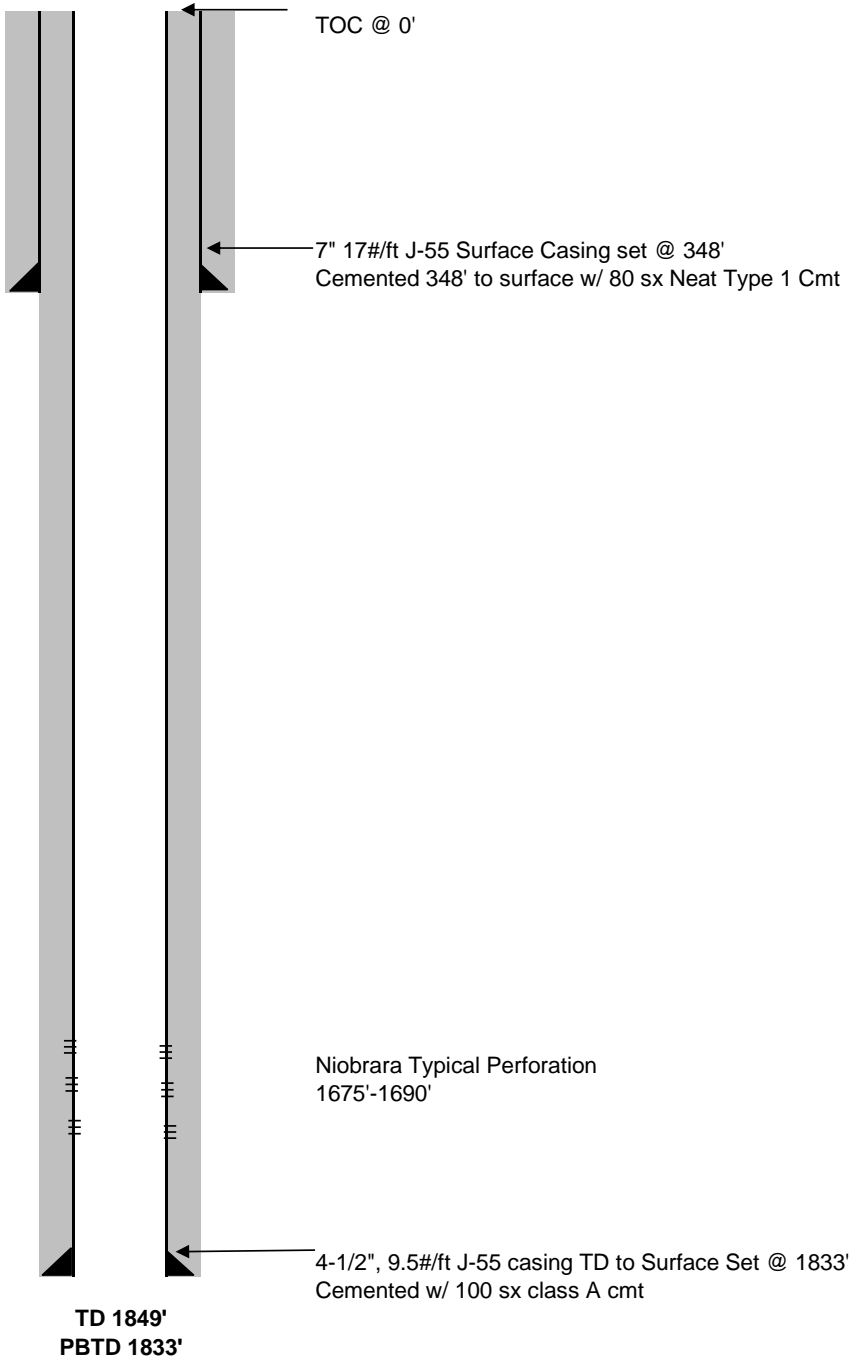 TOC @ 0'
7" 17#/ft J-55 Surface Casing set @ 348'
Cemented 348' to surface w/ 80 sx Neat Type 1 Cmt
Niobrara Typical Perforation
1675'-1690'
4-1/2", 9.5#/ft J-55 casing TD to Surface Set @ 1833'
Cemented w/ 100 sx class A cmt
TD 1849'
PBTD 1833'